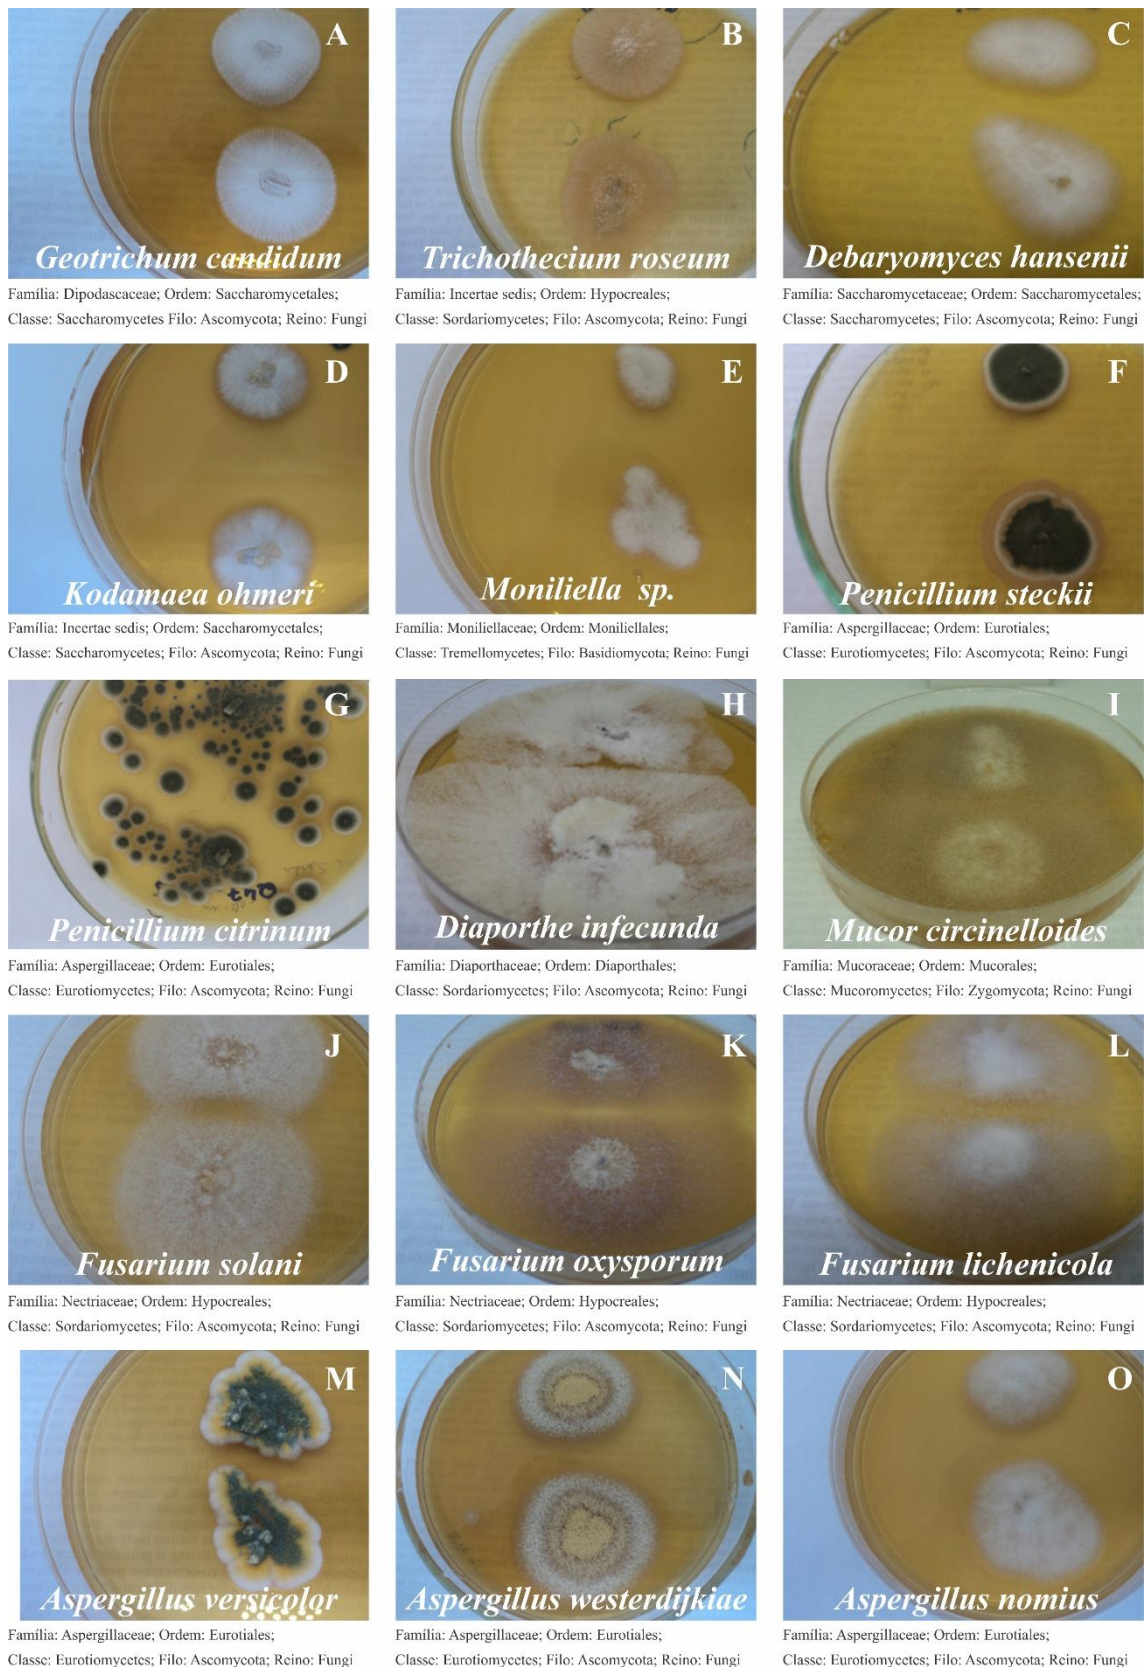 A
Geotrichum candidum
Família: Dipodascaceae; Ordem: Saccharomycetales;
Classe: Saccharomycetes Filo: Ascomycota; Reino: Fungi
B
Trichothecium roseum
Família: Incertae sedis; Ordem: Hypocreales;
Classe: Sordariomycetes; Filo: Ascomycota; Reino: Fungi
C
Debaryomyces hansenii
Família: Saccharomycetaceae; Ordem: Saccharomycetales;
Classe: Saccharomycetes; Filo: Ascomycota; Reino: Fungi
D
Kodamaea ohmeri
Família: Incertae sedis; Ordem: Saccharomycetales;
Classe: Saccharomycetes; Filo: Ascomycota; Reino: Fungi
E
Moniliella sp.
Família: Moniliellaceae; Ordem: Moniliellales;
Classe: Tremellomycetes; Filo: Basidiomycota; Reino: Fungi
F
Penicillium steckii
Família: Aspergillaceae; Ordem: Eurotiales;
Classe: Eurotiomycetes; Filo: Ascomycota; Reino: Fungi
G
Penicillium citrinum
Família: Aspergillaceae; Ordem: Eurotiales;
Classe: Eurotiomycetes; Filo: Ascomycota; Reino: Fungi
H
Diaporthe infecunda
Família: Diaporthaceae; Ordem: Diaporthales;
Classe: Sordariomycetes; Filo: Ascomycota; Reino: Fungi
I
Mucor circinelloides
Família: Mucoraceae; Ordem: Mucorales;
Classe: Mucoromycetes; Filo: Zygomycota; Reino: Fungi
J
Fusarium solani
Família: Nectriaceae; Ordem: Hypocreales;
Classe: Sordariomycetes; Filo: Ascomycota; Reino: Fungi
K
Fusarium oxysporum
Família: Nectriaceae; Ordem: Hypocreales;
Classe: Sordariomycetes; Filo: Ascomycota; Reino: Fungi
L
Fusarium lichenicola
Família: Nectriaceae; Ordem: Hypocreales;
Classe: Sordariomycetes; Filo: Ascomycota; Reino: Fungi
M
Aspergillus versicolor
Família: Aspergillaceae; Ordem: Eurotiales;
Classe: Eurotiomycetes; Filo: Ascomycota; Reino: Fungi
N
Aspergillus westerdijkiae
Família: Aspergillaceae; Ordem: Eurotiales;
Classe: Eurotiomycetes; Filo: Ascomycota; Reino: Fungi
O
Aspergillus nomius
Família: Aspergillaceae; Ordem: Eurotiales;
Classe: Eurotiomycetes; Filo: Ascomycota; Reino: Fungi